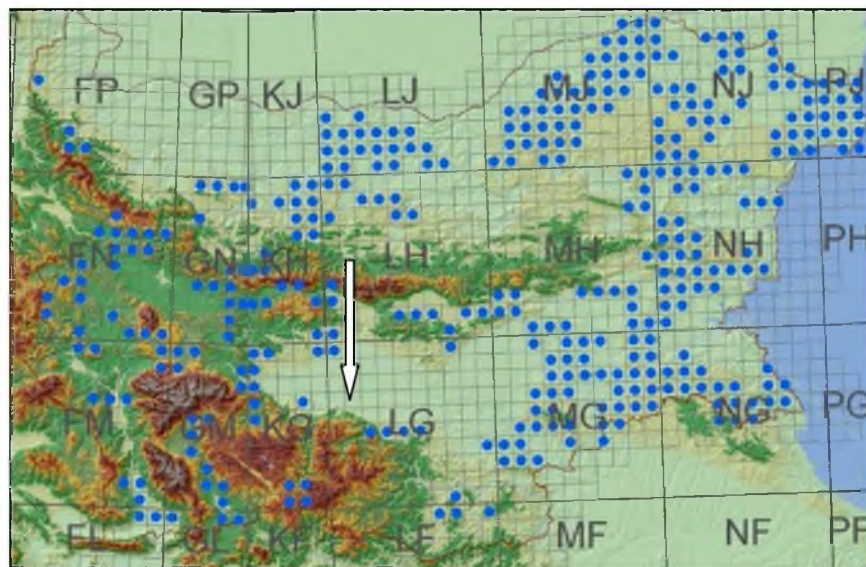 FP GP KJ LJ MJ NJ PJ
FN GN KH LH MH NH PH
FM GM KG LG MG NG PG
FL GL KF LF MF NF PF